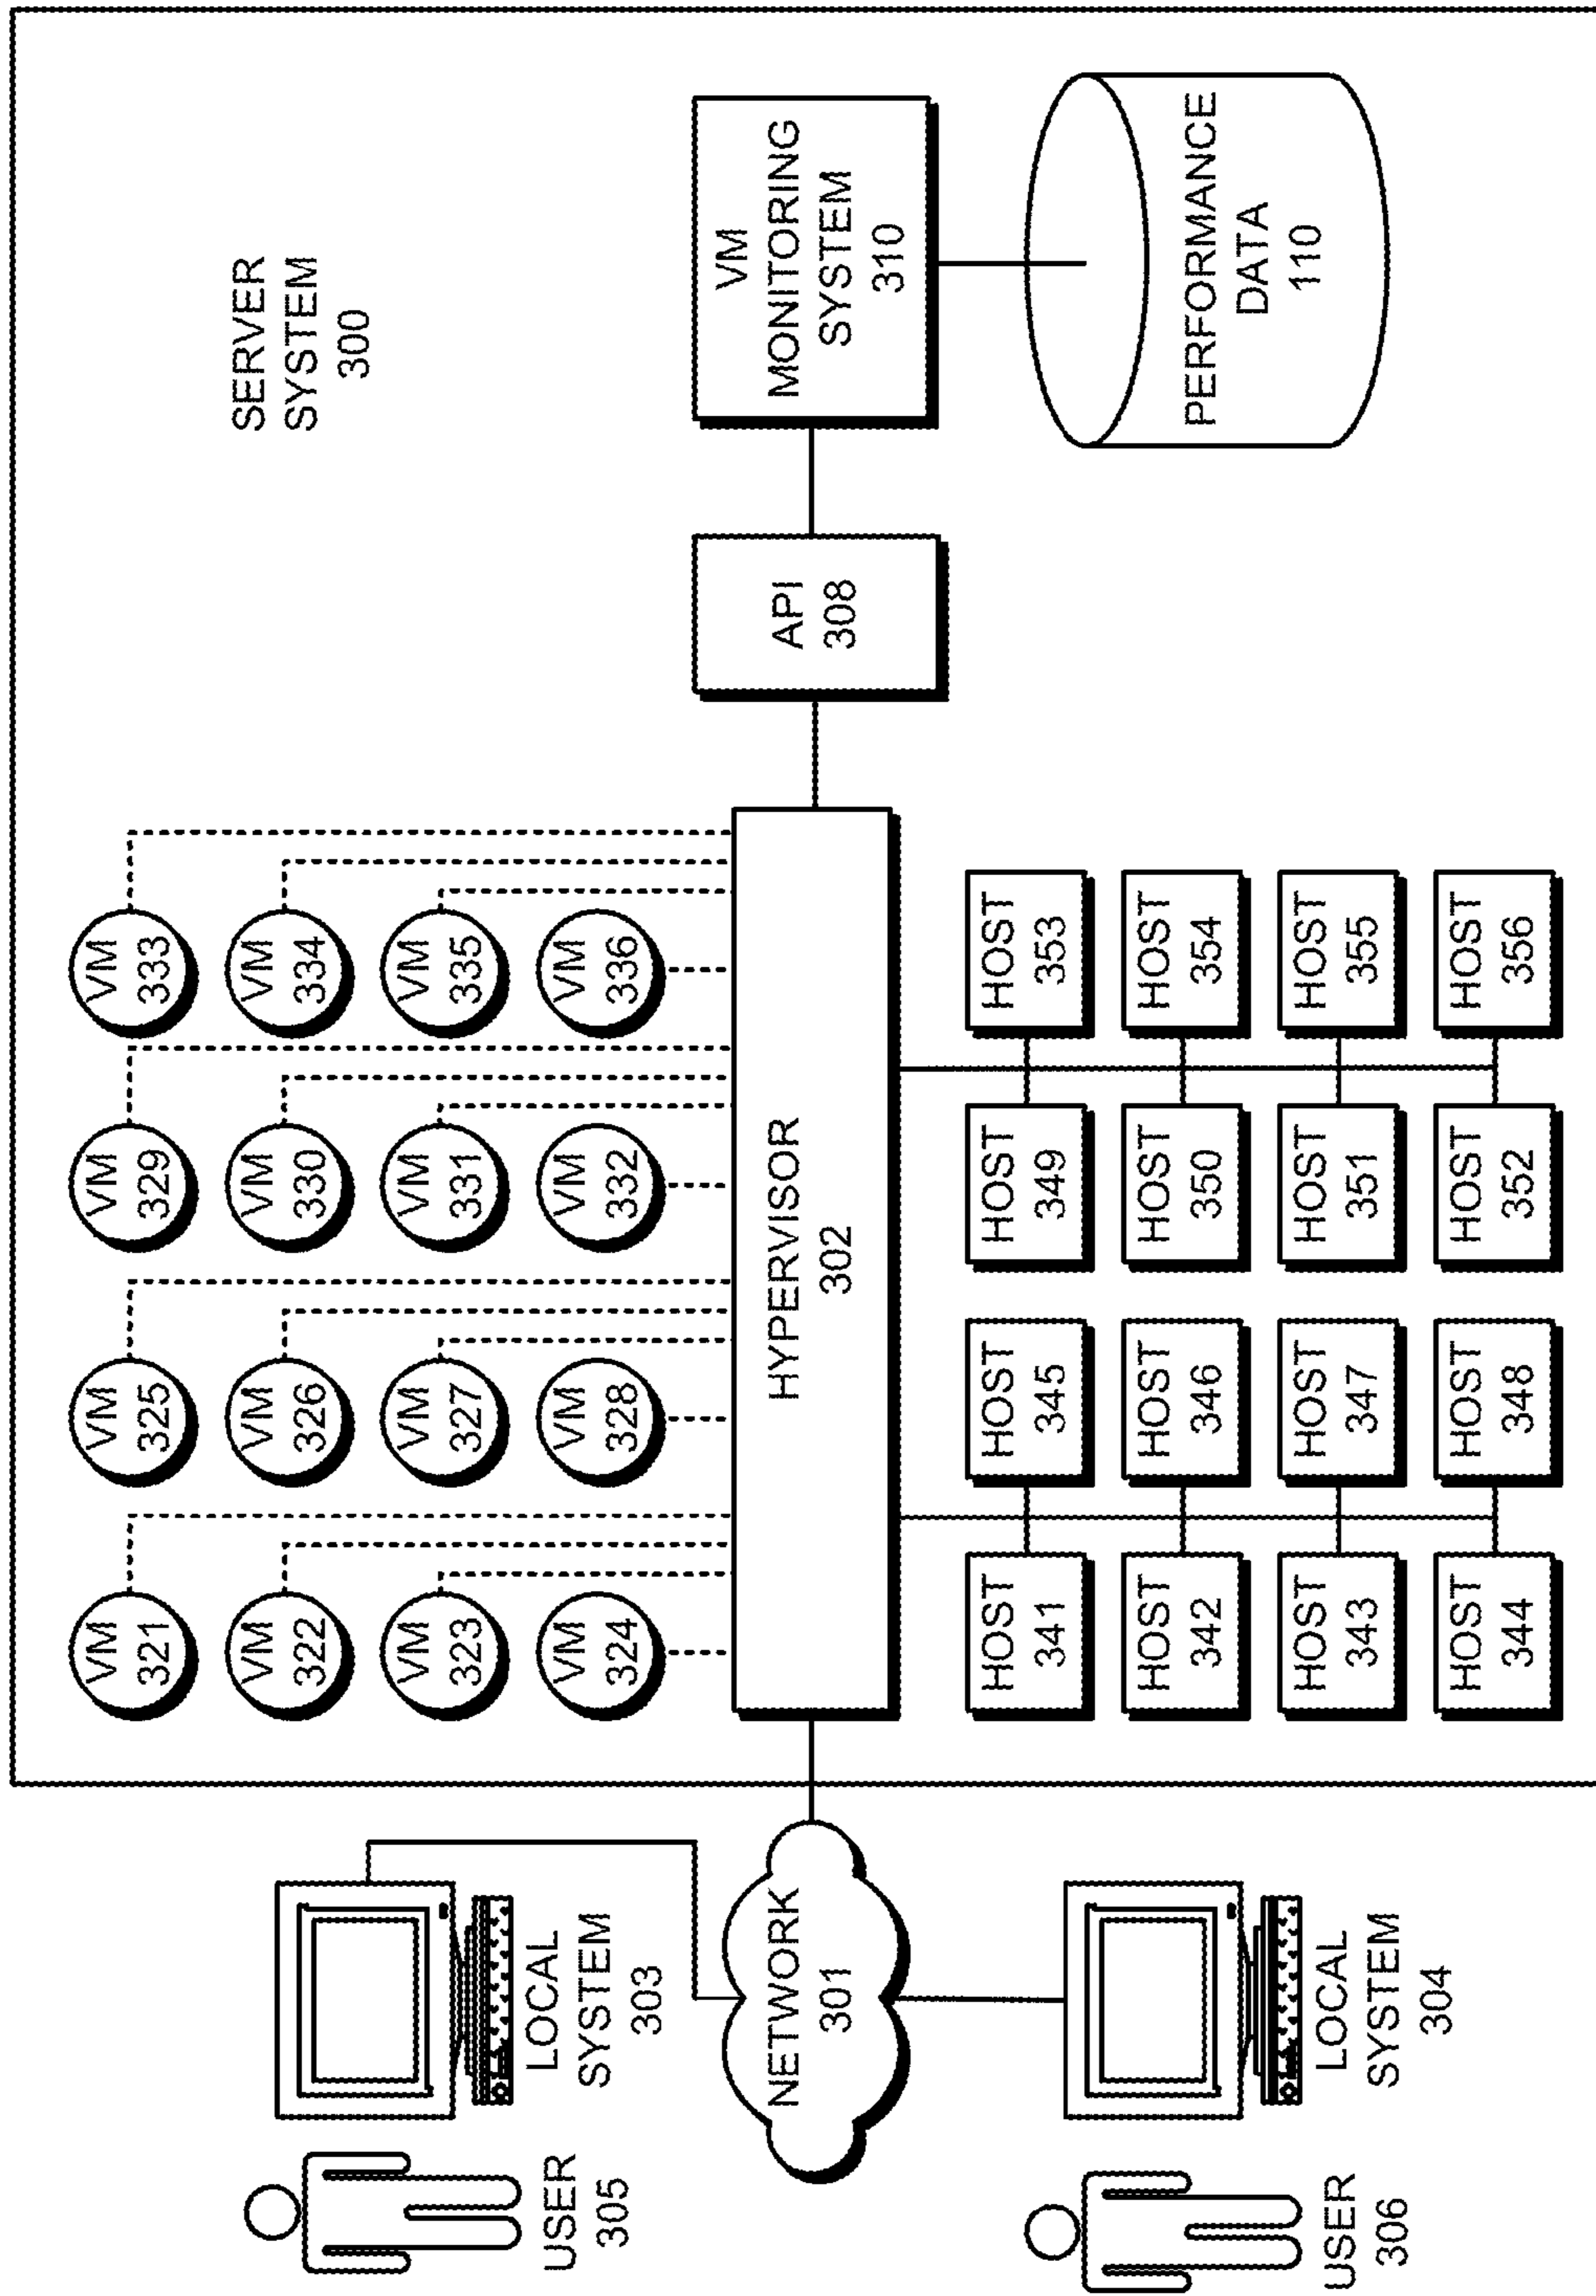 SERVER
SYSTEM
300
USER
305
LOCAL
SYSTEM
303
NETWORK
301
USER
306
LOCAL
SYSTEM
304
VM
321
VM
325
VM
329
VM
333
VM
322
VM
326
VM
330
VM
334
VM
323
VM
327
VM
331
VM
335
VM
324
VM
328
VM
332
VM
336
HYPERVISOR
302
API
308
VM
MONITORING
SYSTEM
310
PERFORMANCE
DATA
110
HOST
341
HOST
345
HOST
349
HOST
353
HOST
342
HOST
346
HOST
350
HOST
354
HOST
343
HOST
347
HOST
351
HOST
355
HOST
344
HOST
348
HOST
352
HOST
356